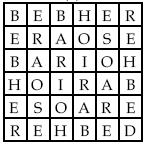 B E B H E R
E R A O S E
B A R I O H
H O I R A B
E S O A R E
R E H B E D